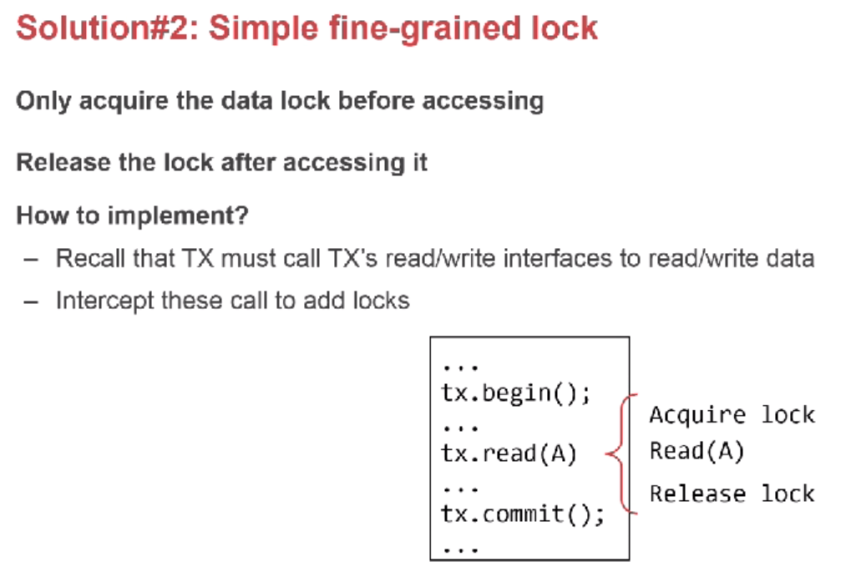 Solution#2: Simple fine-grained lock
Only acquire the data lock before accessing
Release the lock after accessing it
How to implement?
– Recall that TX must call TX's read/write interfaces to read/write data
– Intercept these call to add locks
...
tx.begin();
...
tx.read(A)
...
tx.commit();
...
Acquire lock
Read(A)
Release lock